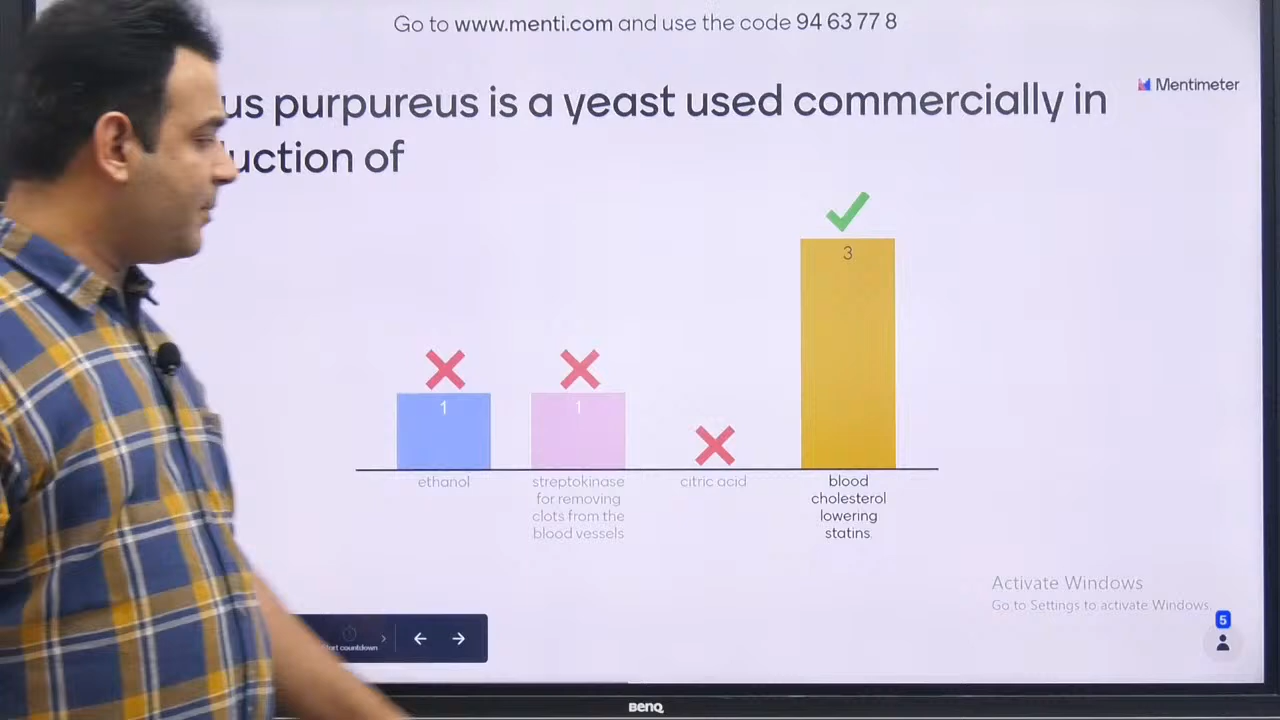 Go to www.menti.com and use the code 94 63 77 8
Mentimeter
us purpureus is a yeast used commercially in
uction of
3
1
1
ethanol
streptokinase
for removing
clots from the
blood vessels
citric acid
blood
cholesterol
lowering
statins.
Activate Windows
Go to Settings to activate Windows.
5
countdown
BenQ